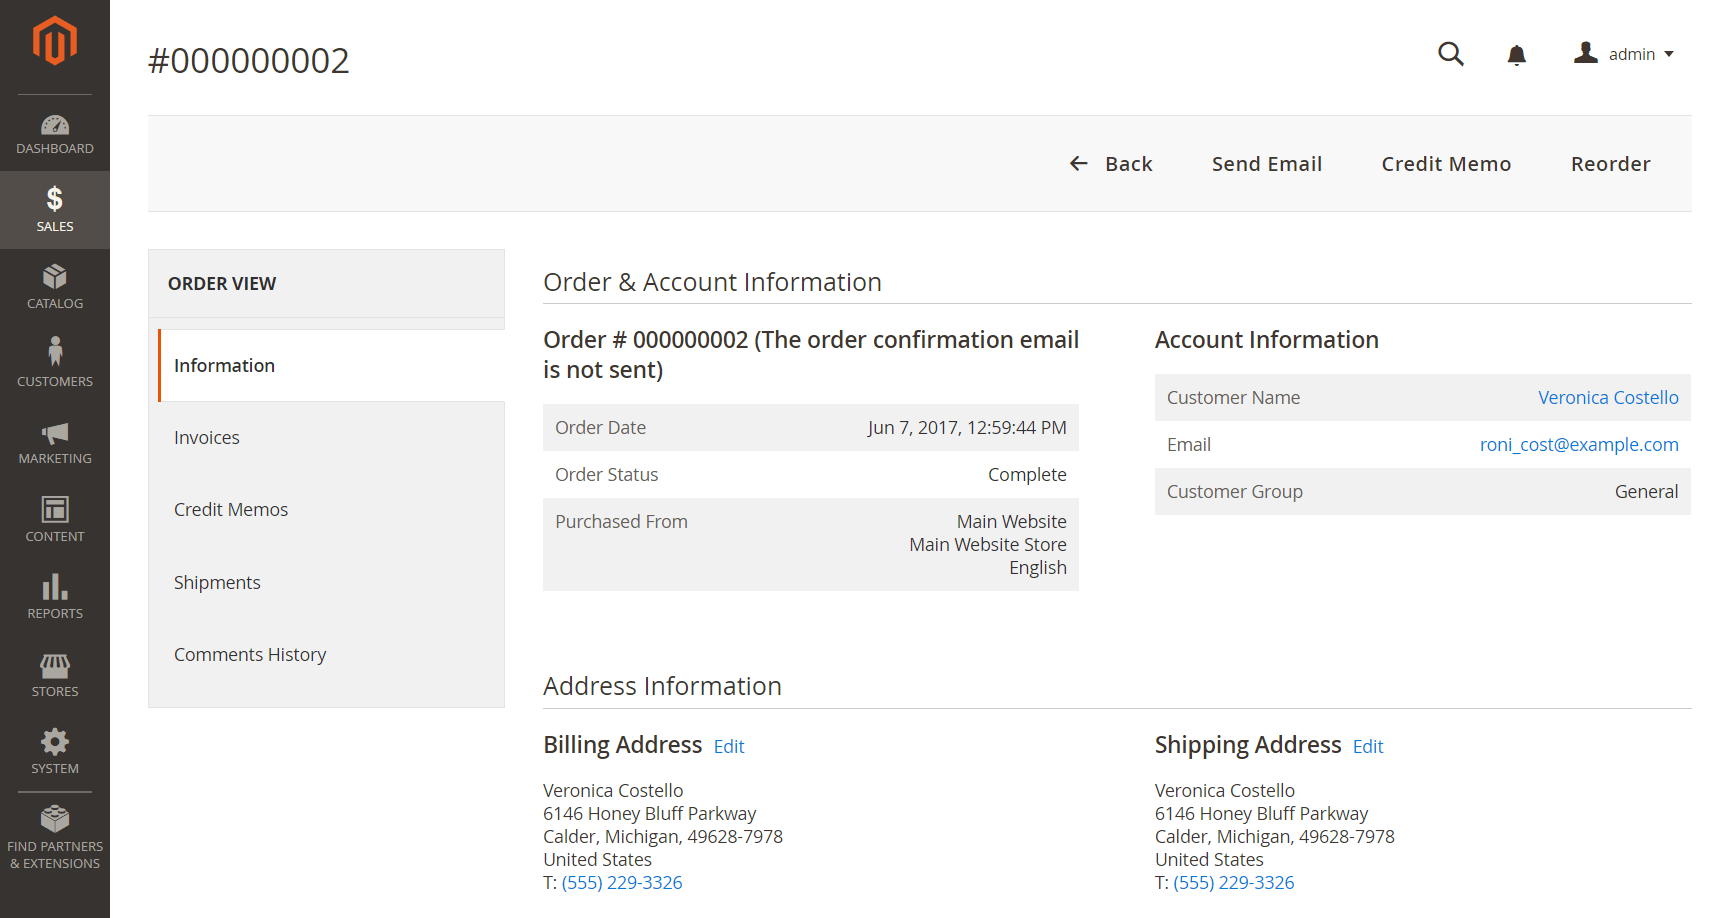 #000000002
admin
DASHBOARD
SALES
CATALOG
CUSTOMERS
MARKETING
CONTENT
REPORTS
STORES
SYSTEM
FIND PARTNERS
& EXTENSIONS
Back
Send Email
Credit Memo
Reorder
ORDER VIEW
Information
Invoices
Credit Memos
Shipments
Comments History
Order & Account Information
Order # 000000002 (The order confirmation email
is not sent)
Order Date Jun 7, 2017, 12:59:44 PM
Order Status Complete
Purchased From Main Website
Main Website Store
English
Account Information
Customer Name Veronica Costello
Email roni_cost@example.com
Customer Group General
Address Information
Billing Address Edit
Veronica Costello
6146 Honey Bluff Parkway
Calder, Michigan, 49628-7978
United States
T: (555) 229-3326
Shipping Address Edit
Veronica Costello
6146 Honey Bluff Parkway
Calder, Michigan, 49628-7978
United States
T: (555) 229-3326